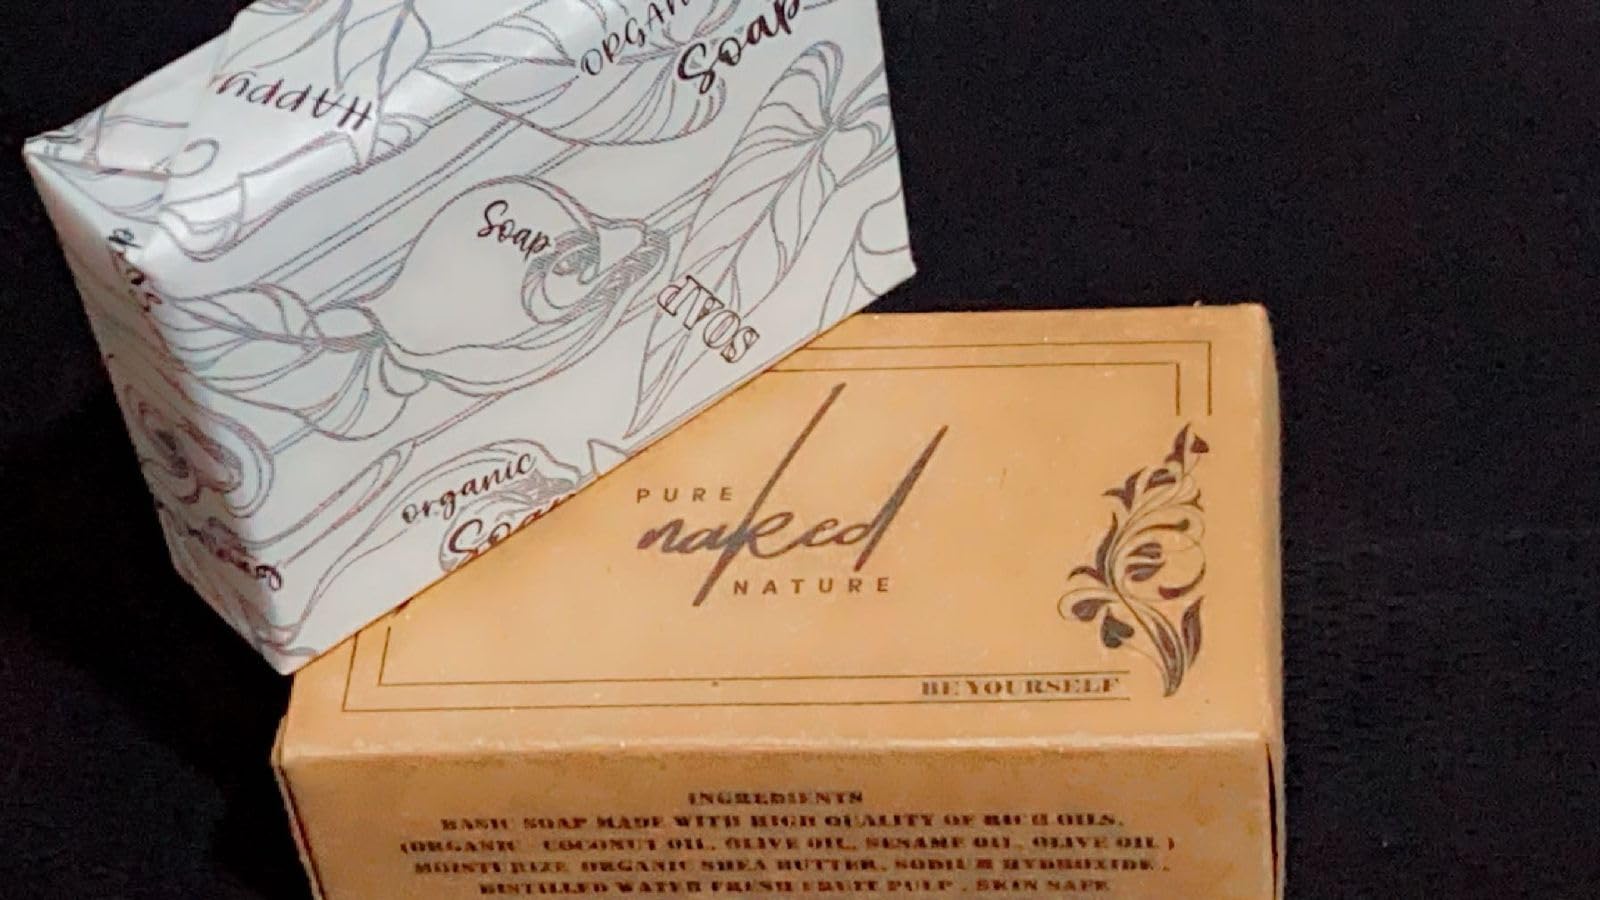 HAPPY
ORGAN
Soap
Soap
Soap
SOAP
organic
Soap
PURE
naked
NATURE
BE YOURSELF
INGREDIENTS
BASIC SOAP MADE WITH HIGH QUALITY OF RICH OILS.
(ORGANIC COCONUT OIL, OLIVE OIL, SESAME OIL, OLIVE OIL )
MOISTURIZE ORGANIC SHEA BUTTER, SODIUM HYDROXIDE ,
DISTILLED WATER FRESH FRUIT PULP , SKIN SAFE